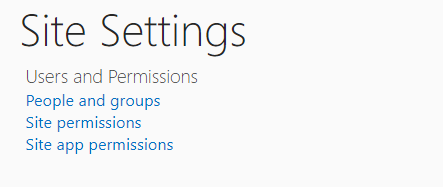 Site Settings
Users and Permissions
People and groups
Site permissions
Site app permissions